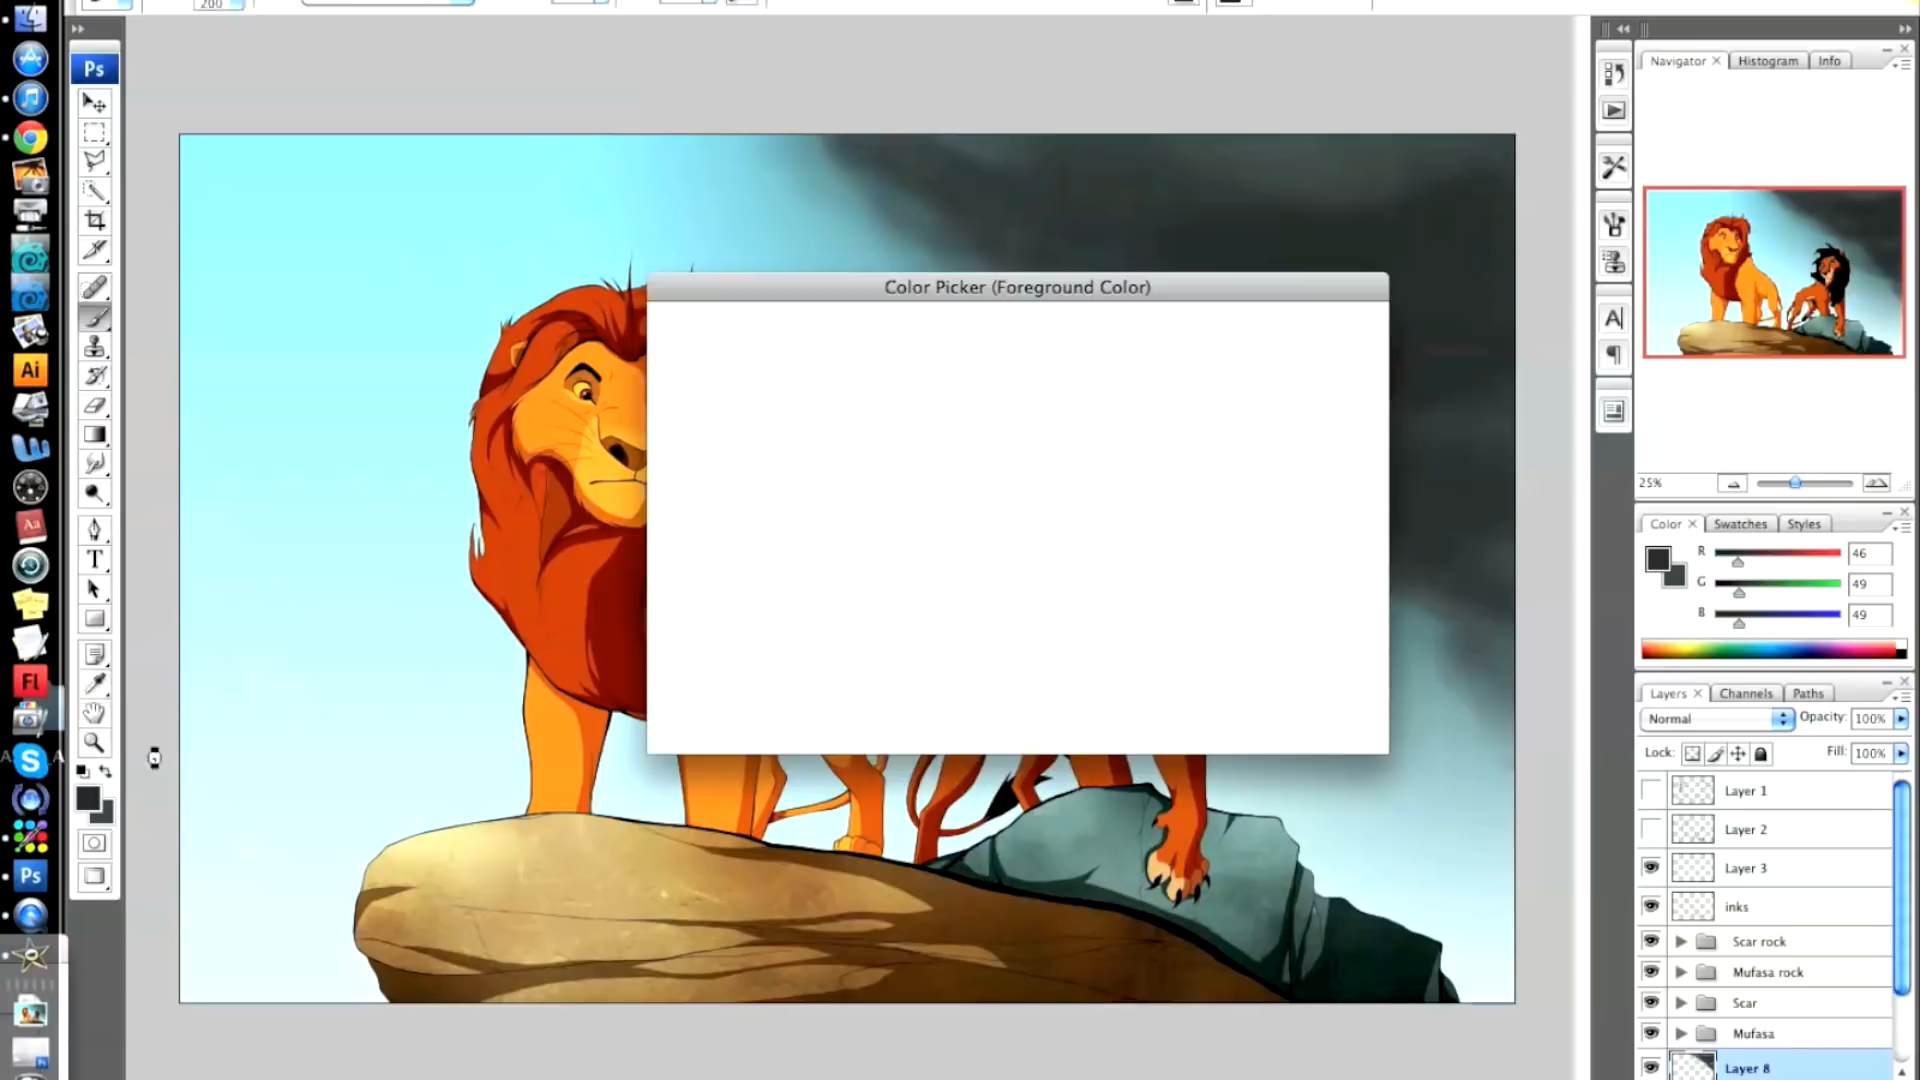 200
Ps
Navigator
Histogram
Info
Color Picker (Foreground Color)
A
Ai
25%
Aa
Color
Swatches
Styles
R
46
G
49
B
49
T
Fl
Layers
Channels
Paths
Normal
Opacity: 100%
Lock:
Fill: 100%
Layer 1
Layer 2
Layer 3
Ps
inks
Scar rock
Mufasa rock
Scar
Mufasa
Layer 8